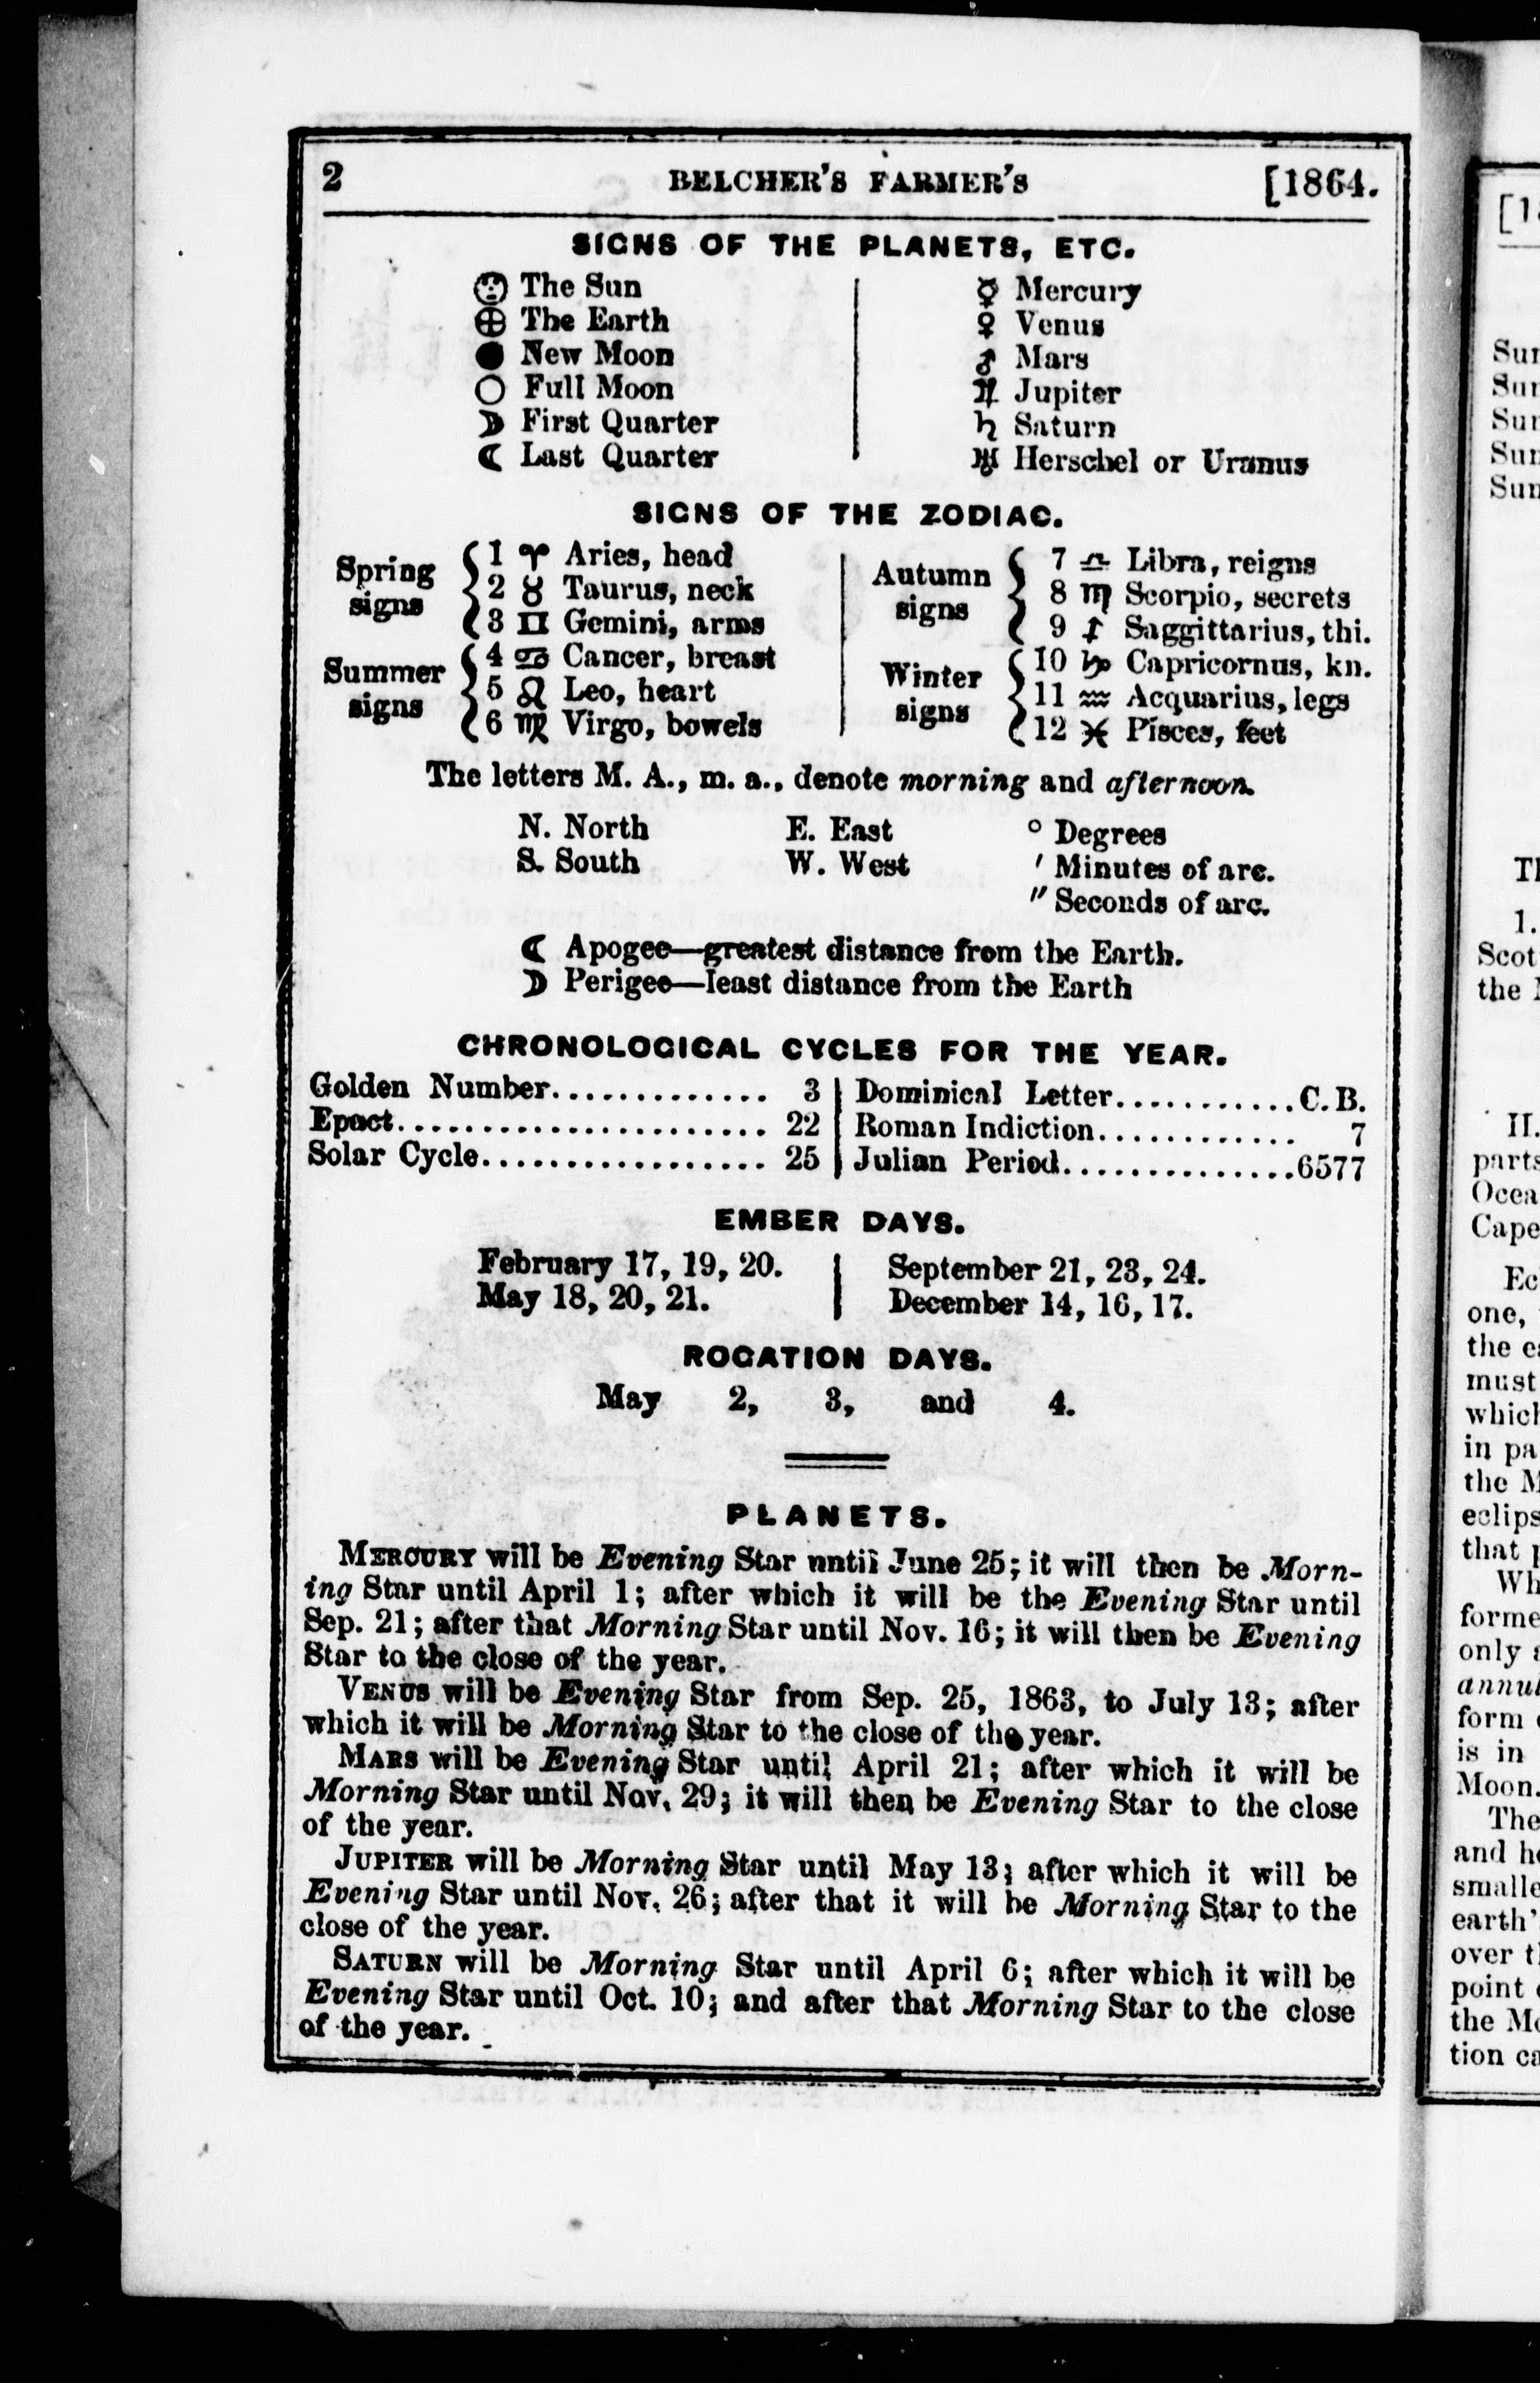 2 BELCHER'S FARMER'S [1864.
SIGNS OF THE PLANETS, ETC.
The Sun
⊕ The Earth
● New Moon
○ Full Moon
☽ First Quarter
☾ Last Quarter
☿ Mercury
♀ Venus
♂ Mars
♃ Jupiter
♄ Saturn
♅ Herschel or Uranus
SIGNS OF THE ZODIAC.
Spring signs
1 ♈ Aries, head
2 ♉ Taurus, neck
3 ♊ Gemini, arms
Summer signs
4 ♋ Cancer, breast
5 ♌ Leo, heart
6 ♍ Virgo, bowels
Autumn signs
7 ♎ Libra, reigns
8 ♏ Scorpio, secrets
9 ♐ Saggittarius, thi.
Winter signs
10 ♑ Capricornus, kn.
11 ♒ Acquarius, legs
12 ♓ Pisces, feet
The letters M. A., m. a., denote morning and afternoon.
N. North E. East ° Degrees
S. South W. West ′ Minutes of arc.
″ Seconds of arc.
☾ Apogee—greatest distance from the Earth.
☽ Perigee—least distance from the Earth
CHRONOLOGICAL CYCLES FOR THE YEAR.
Golden Number............. 3 | Dominical Letter...........C. B.
Epact...................... 22 | Roman Indiction............ 7
Solar Cycle................. 25 | Julian Period..............6577
EMBER DAYS.
February 17, 19, 20. | September 21, 23, 24.
May 18, 20, 21. | December 14, 16, 17.
ROGATION DAYS.
May 2, 3, and 4.
PLANETS.
MERCURY will be Evening Star until June 25; it will then be Morn-
ing Star until April 1; after which it will be the Evening Star until
Sep. 21; after that Morning Star until Nov. 16; it will then be Evening
Star to the close of the year.
VENUS will be Evening Star from Sep. 25, 1863, to July 13; after
which it will be Morning Star to the close of the year.
MARS will be Evening Star until April 21; after which it will be
Morning Star until Nov. 29; it will then be Evening Star to the close
of the year.
JUPITER will be Morning Star until May 13; after which it will be
Evening Star until Nov. 26; after that it will be Morning Star to the
close of the year.
SATURN will be Morning Star until April 6; after which it will be
Evening Star until Oct. 10; and after that Morning Star to the close
of the year.